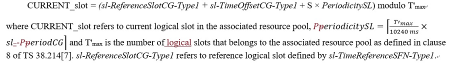 CURRENT_slot = (sl-ReferenceSlotCG-Type1 + sl-TimeOffsetCG-Type1 + S × PeriodicitySL) modulo T'max
where CURRENT_slot refers to current logical slot in the associated resource pool, PperiodicitySL = ⌈T'max / 10240 ms ×
sl-PperiodCG⌉ and T'max is the number of logical slots that belongs to the associated resource pool as defined in clause
8 of TS 38.214[7]. sl-ReferenceSlotCG-Type1 refers to reference logical slot defined by sl-TimeReferenceSFN-Type1.